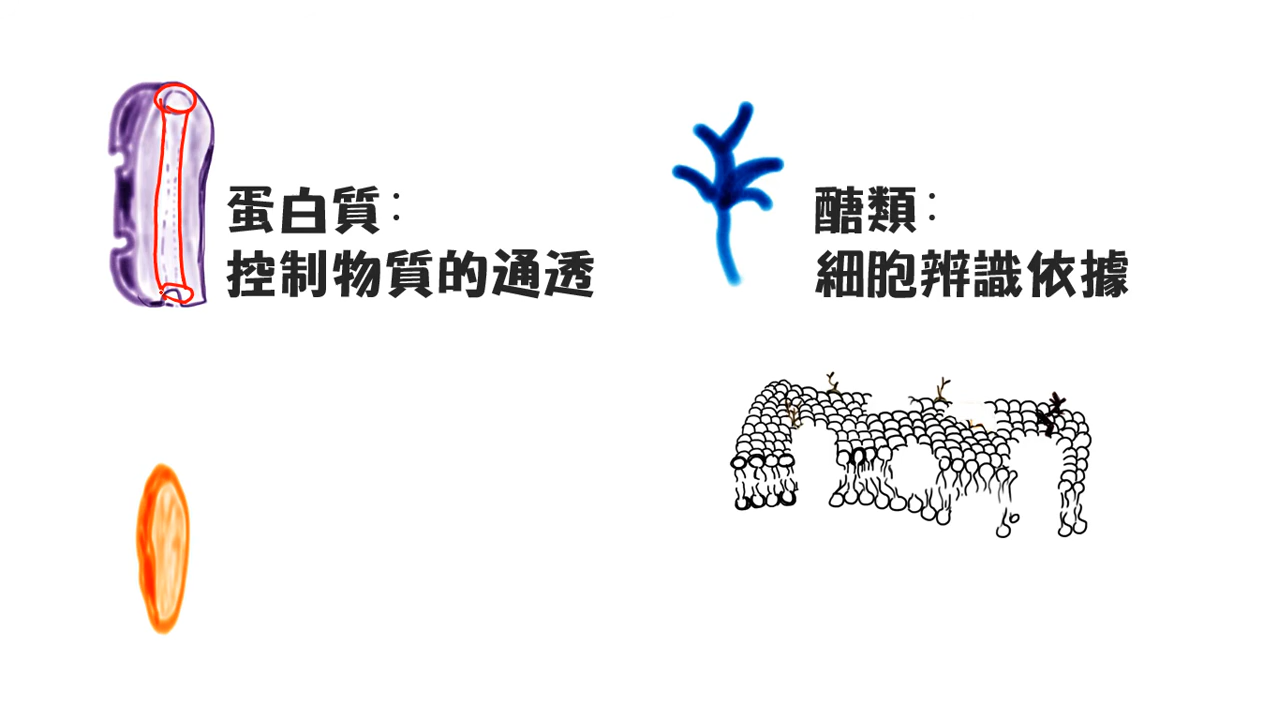 蛋白質：
控制物質的通透
醣類：
細胞辨識依據